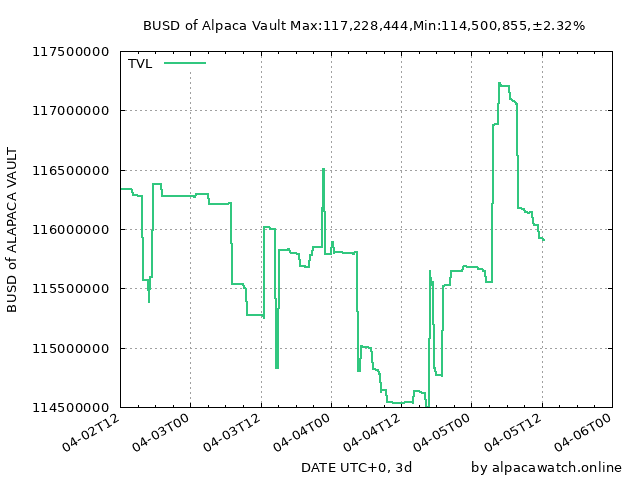 BUSD of Alpaca Vault Max:117,228,444,Min:114,500,855,±2.32%
TVL
117500000
117000000
116500000
116000000
115500000
115000000
114500000
BUSD of ALAPACA VAULT
04-02T12
04-03T00
04-03T12
04-04T00
04-04T12
04-05T00
04-05T12
04-06T00
DATE UTC+0, 3d
by alpacawatch.online